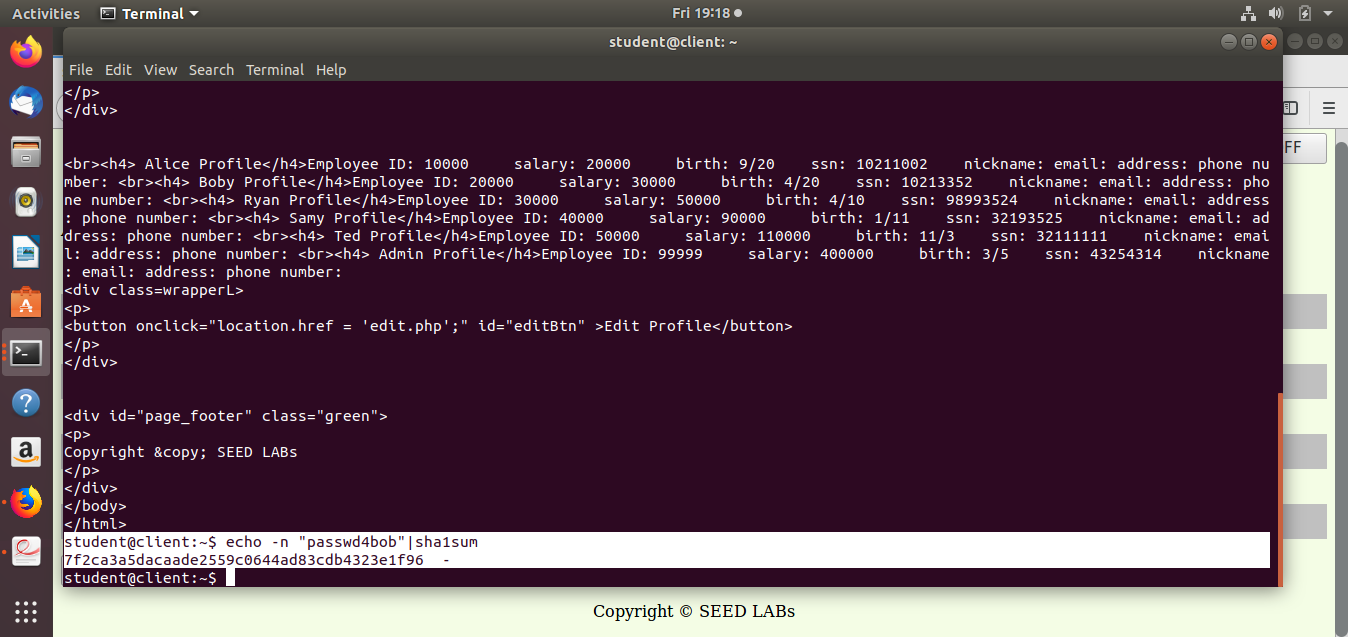 Activities Terminal Fri 19:18
student@client: ~
File Edit View Search Terminal Help
</p>
</div>
<br><h4> Alice Profile</h4>Employee ID: 10000     salary: 20000     birth: 9/20    ssn: 10211002    nickname: email: address: phone nu
mber: <br><h4> Boby Profile</h4>Employee ID: 20000     salary: 30000     birth: 4/20    ssn: 10213352    nickname: email: address: pho
ne number: <br><h4> Ryan Profile</h4>Employee ID: 30000     salary: 50000     birth: 4/10    ssn: 98993524    nickname: email: address
: phone number: <br><h4> Samy Profile</h4>Employee ID: 40000     salary: 90000     birth: 1/11    ssn: 32193525    nickname: email: ad
dress: phone number: <br><h4> Ted Profile</h4>Employee ID: 50000     salary: 110000     birth: 11/3    ssn: 32111111    nickname: emai
l: address: phone number: <br><h4> Admin Profile</h4>Employee ID: 99999     salary: 400000     birth: 3/5    ssn: 43254314    nickname
: email: address: phone number:
<div class=wrapperL>
<p>
<button onclick="location.href = 'edit.php';" id="editBtn" >Edit Profile</button>
</p>
</div>
<div id="page_footer" class="green">
<p>
Copyright &copy; SEED LABs
</p>
</div>
</body>
</html>
student@client:~$ echo -n "passwd4bob"|sha1sum
7f2ca3a5dacaade2559c0644ad83cdb4323e1f96  -
student@client:~$
FF
Copyright © SEED LABs